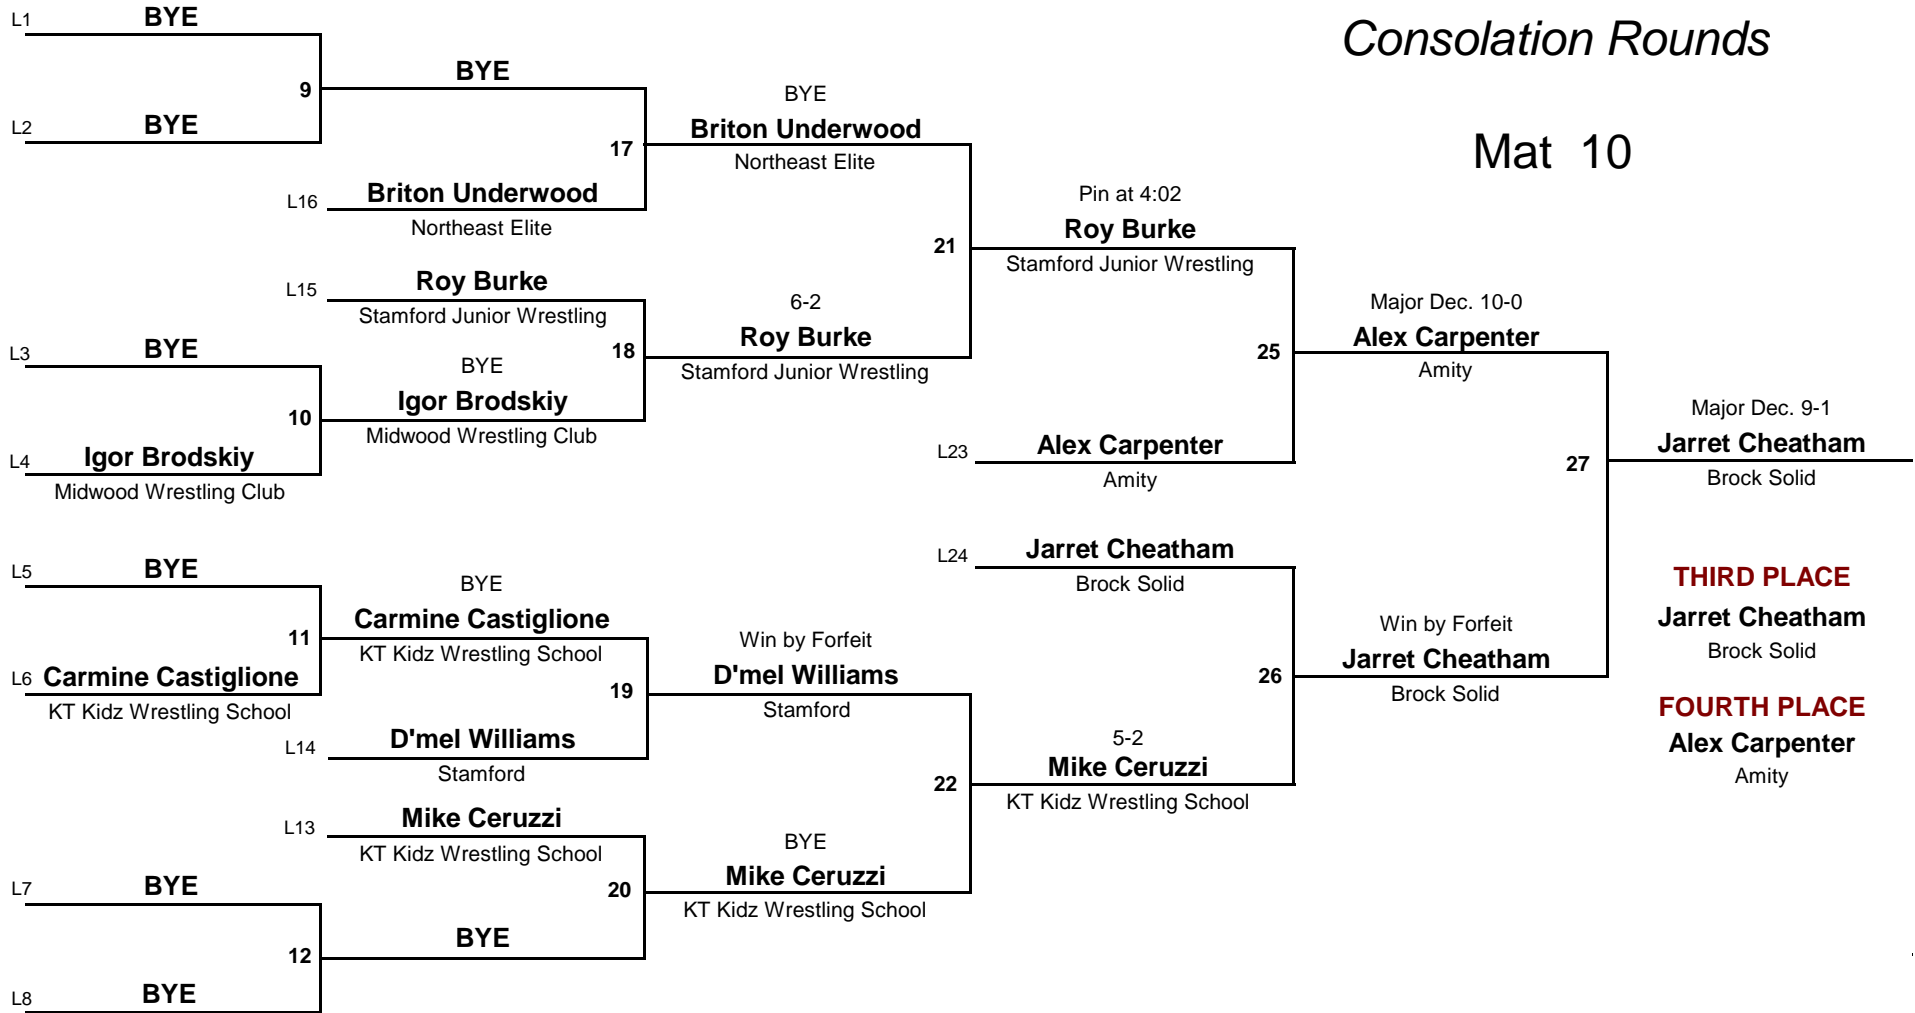 Consolation Rounds
Mat 10
L1 BYE
9
L2 BYE
BYE
17
L16 Briton Underwood
Northeast Elite
BYE
Briton Underwood
Northeast Elite
L15 Roy Burke
Stamford Junior Wrestling
18
L3 BYE
10
L4 Igor Brodskiy
Midwood Wrestling Club
BYE
Igor Brodskiy
Midwood Wrestling Club
6-2
Roy Burke
Stamford Junior Wrestling
21
Pin at 4:02
Roy Burke
Stamford Junior Wrestling
25
L23 Alex Carpenter
Amity
Major Dec. 10-0
Alex Carpenter
Amity
27
Major Dec. 9-1
Jarret Cheatham
Brock Solid
L5 BYE
11
L6 Carmine Castiglione
KT Kidz Wrestling School
BYE
Carmine Castiglione
KT Kidz Wrestling School
19
L14 D'mel Williams
Stamford
Win by Forfeit
D'mel Williams
Stamford
22
L13 Mike Ceruzzi
KT Kidz Wrestling School
20
L7 BYE
12
L8 BYE
BYE
BYE
Mike Ceruzzi
KT Kidz Wrestling School
L24 Jarret Cheatham
Brock Solid
26
5-2
Mike Ceruzzi
KT Kidz Wrestling School
Win by Forfeit
Jarret Cheatham
Brock Solid
THIRD PLACE
Jarret Cheatham
Brock Solid
FOURTH PLACE
Alex Carpenter
Amity